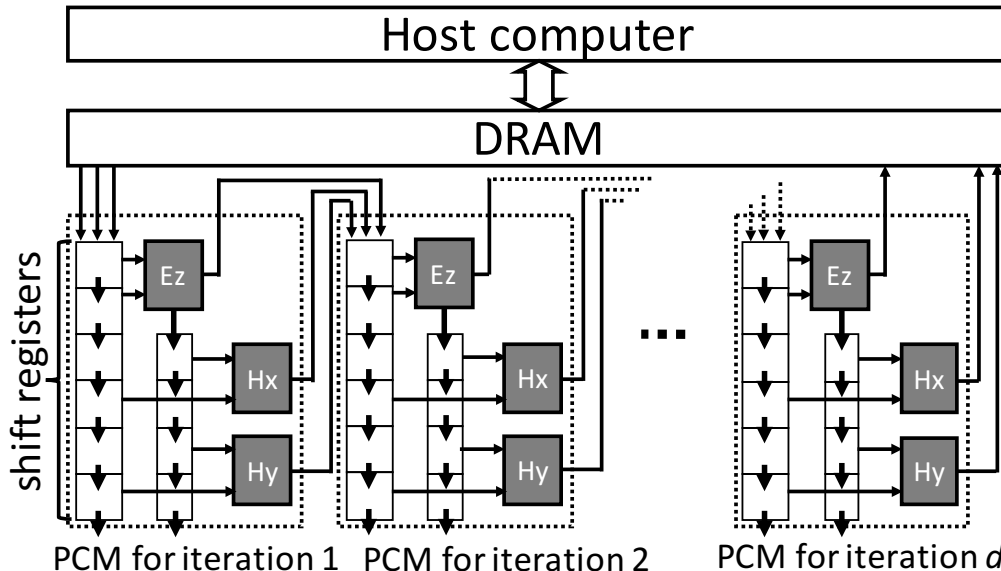 Host computer
DRAM
shift registers
Ez
Hx
Hy
Ez
Hx
Hy
...
Ez
Hx
Hy
PCM for iteration 1
PCM for iteration 2
PCM for iteration d